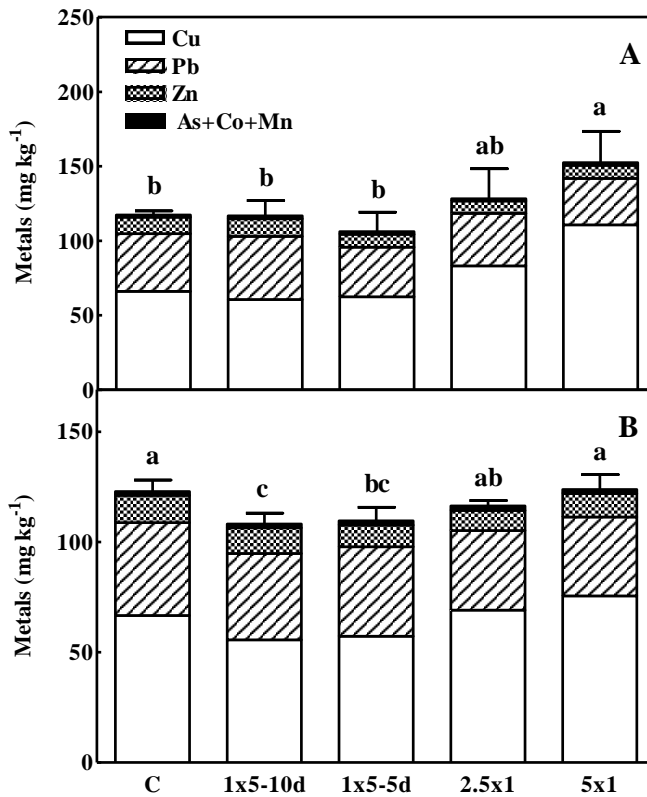 250
A
Cu
Pb
Zn
As+Co+Mn
200
a
ab
150
b b b
100
50
0
Metals (mg kg⁻¹)
B
150
a
c
bc
ab
a
100
50
0
Metals (mg kg⁻¹)
C 1x5-10d 1x5-5d 2.5x1 5x1